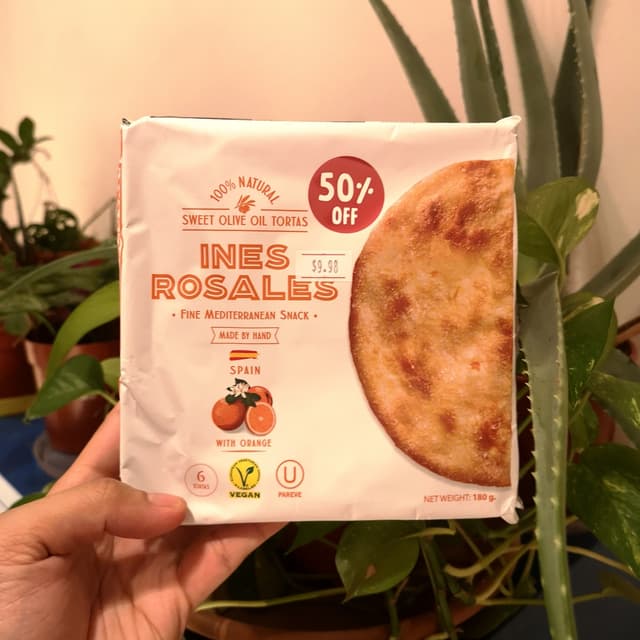 100% NATURAL
SWEET OLIVE OIL TORTAS
50% OFF
INES
ROSALES
$9.98
• FINE MEDITERRANEAN SNACK •
MADE BY HAND
SPAIN
WITH ORANGE
6
TORTAS
VEGAN
U
PAREVE
NET WEIGHT: 180 g.